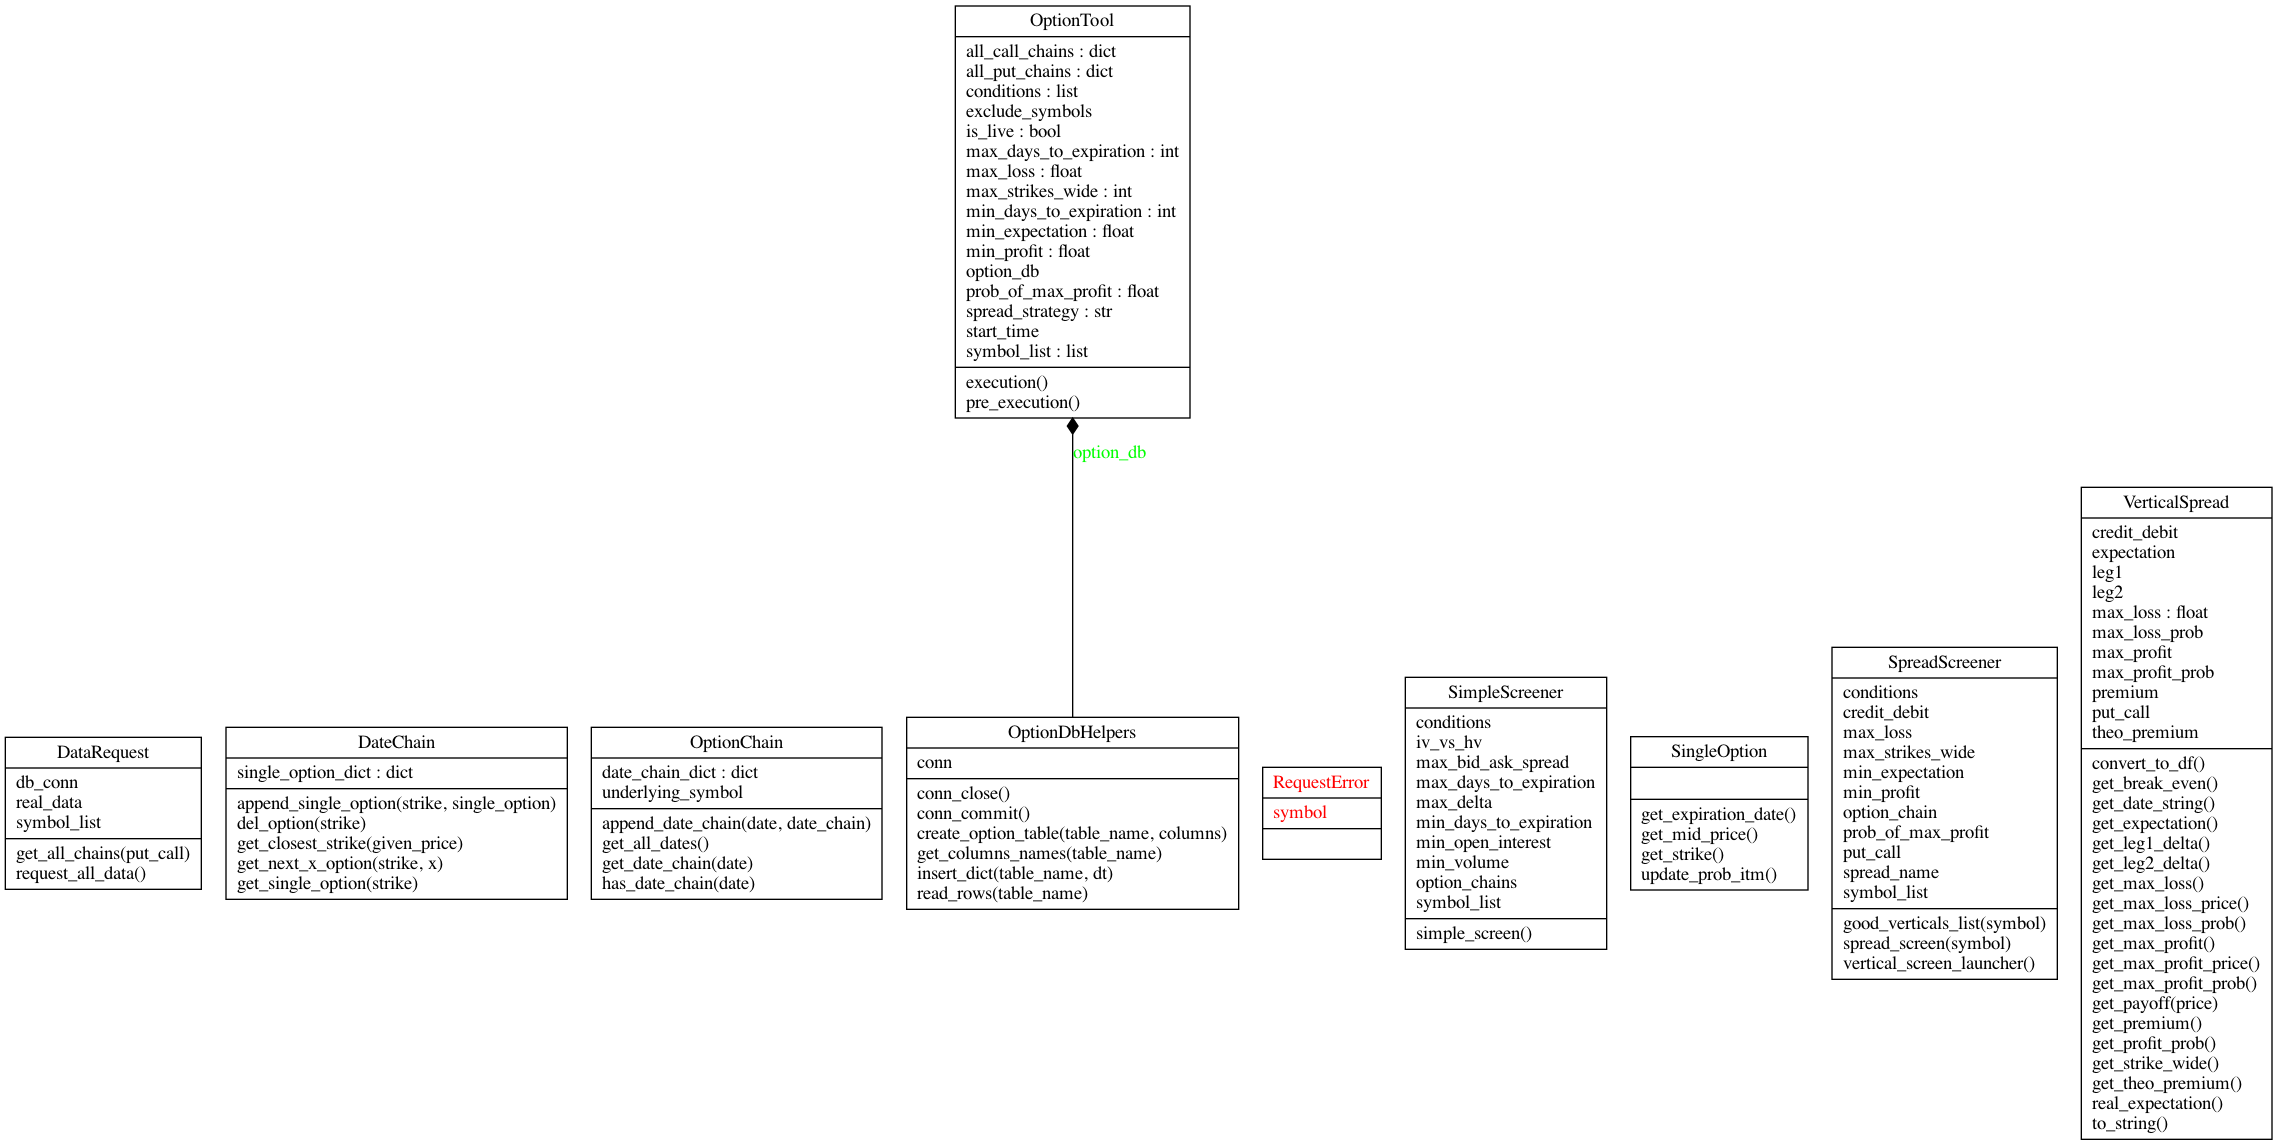 OptionTool
all_call_chains : dict
all_put_chains : dict
conditions : list
exclude_symbols
is_live : bool
max_days_to_expiration : int
max_loss : float
max_strikes_wide : int
min_days_to_expiration : int
min_expectation : float
min_profit : float
option_db
prob_of_max_profit : float
spread_strategy : str
start_time
symbol_list : list
execution()
pre_execution()
option_db
DataRequest
db_conn
real_data
symbol_list
get_all_chains(put_call)
request_all_data()
DateChain
single_option_dict : dict
append_single_option(strike, single_option)
del_option(strike)
get_closest_strike(given_price)
get_next_x_option(strike, x)
get_single_option(strike)
OptionChain
date_chain_dict : dict
underlying_symbol
append_date_chain(date, date_chain)
get_all_dates()
get_date_chain(date)
has_date_chain(date)
OptionDbHelpers
conn
conn_close()
conn_commit()
create_option_table(table_name, columns)
get_columns_names(table_name)
insert_dict(table_name, dt)
read_rows(table_name)
RequestError
symbol
SimpleScreener
conditions
iv_vs_hv
max_bid_ask_spread
max_days_to_expiration
max_delta
min_days_to_expiration
min_open_interest
min_volume
option_chains
symbol_list
simple_screen()
SingleOption
get_expiration_date()
get_mid_price()
get_strike()
update_prob_itm()
SpreadScreener
conditions
credit_debit
max_loss
max_strikes_wide
min_expectation
min_profit
option_chain
prob_of_max_profit
put_call
spread_name
symbol_list
good_verticals_list(symbol)
spread_screen(symbol)
vertical_screen_launcher()
VerticalSpread
credit_debit
expectation
leg1
leg2
max_loss : float
max_loss_prob
max_profit
max_profit_prob
premium
put_call
theo_premium
convert_to_df()
get_break_even()
get_date_string()
get_expectation()
get_leg1_delta()
get_leg2_delta()
get_max_loss()
get_max_loss_price()
get_max_loss_prob()
get_max_profit()
get_max_profit_price()
get_max_profit_prob()
get_payoff(price)
get_premium()
get_profit_prob()
get_strike_wide()
get_theo_premium()
real_expectation()
to_string()